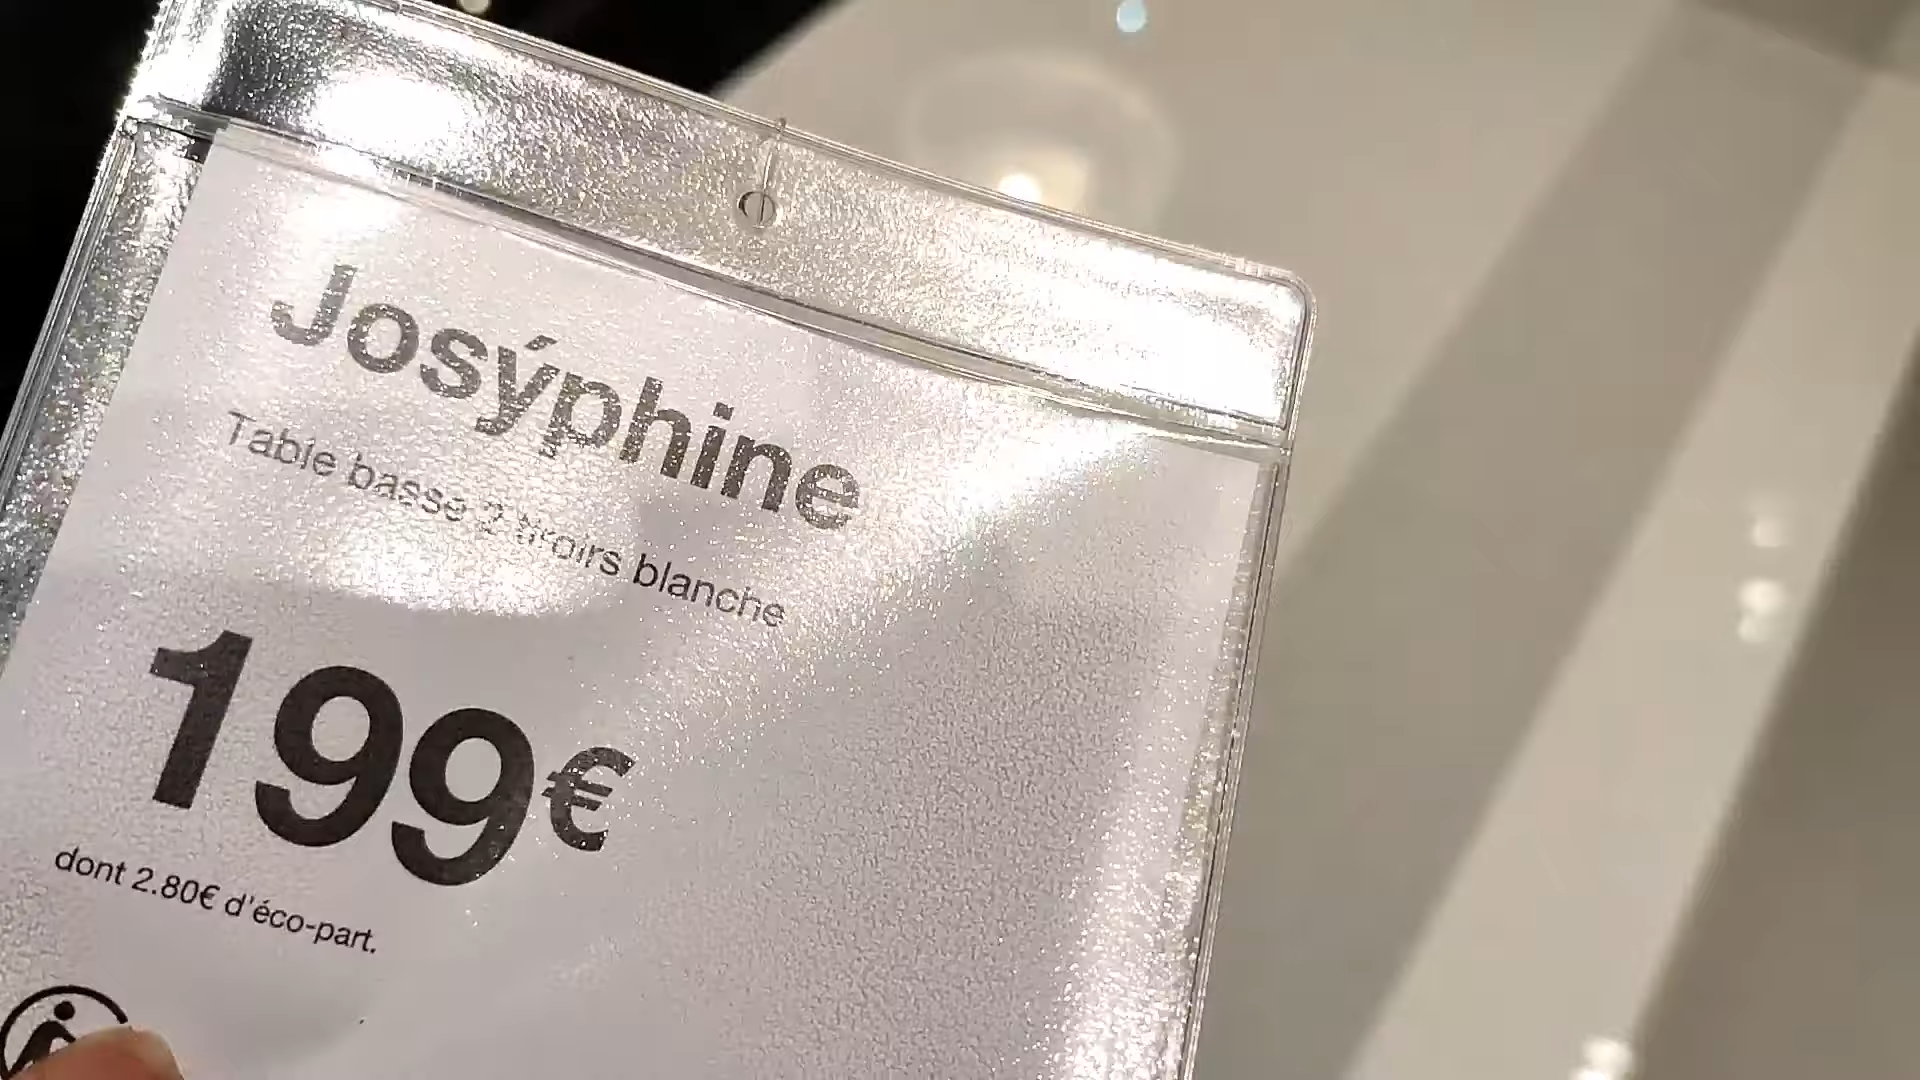 Josýphine
Table basse 2 tiroirs blanche
199€
dont 2.80€ d'éco-part.